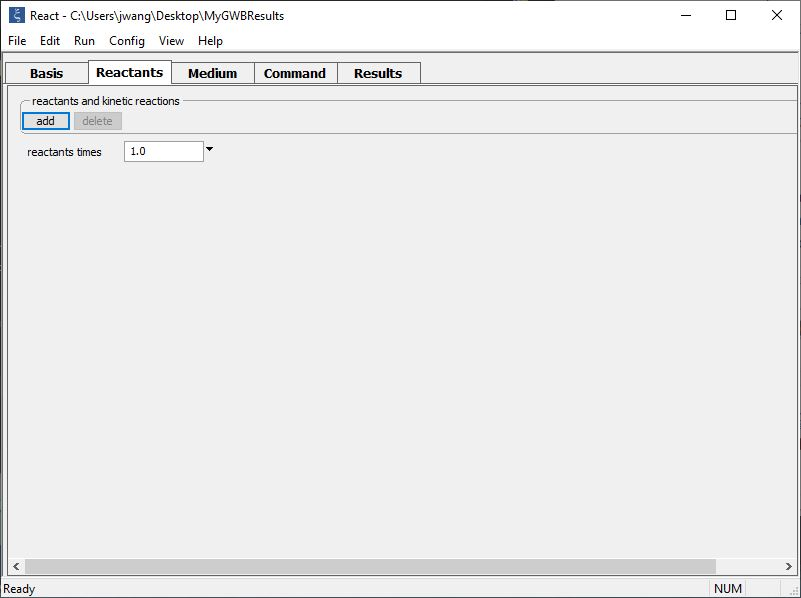 React - C:\Users\jwang\Desktop\MyGWBResults
File Edit Run Config View Help
Basis Reactants Medium Command Results
reactants and kinetic reactions
add delete
reactants times 1.0
Ready NUM